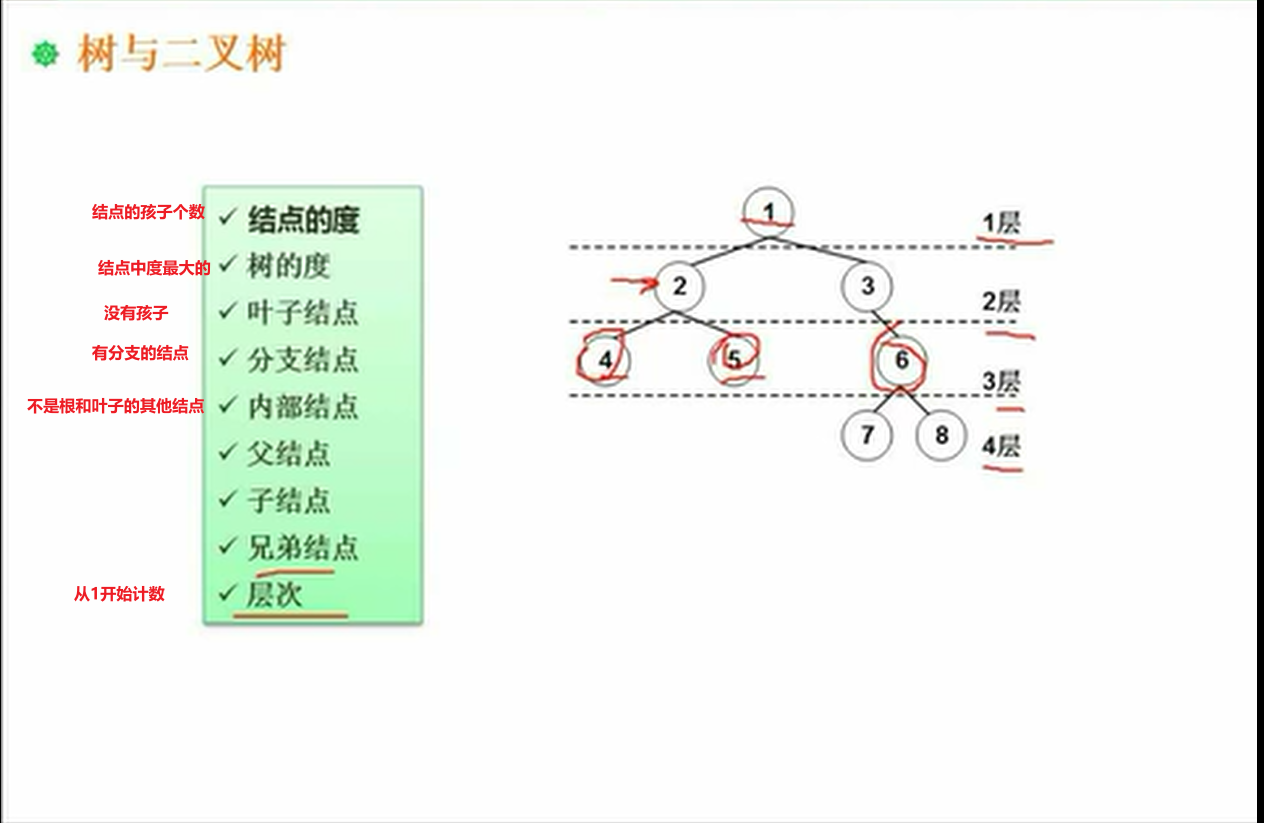 树与二叉树
结点的孩子个数 ✓ 结点的度
结点中度最大的 ✓ 树的度
没有孩子 ✓ 叶子结点
有分支的结点 ✓ 分支结点
不是根和叶子的其他结点 ✓ 内部结点
✓ 父结点
✓ 子结点
✓ 兄弟结点
从1开始计数 ✓ 层次
1 1层
2 3 2层
4 5 6 3层
7 8 4层